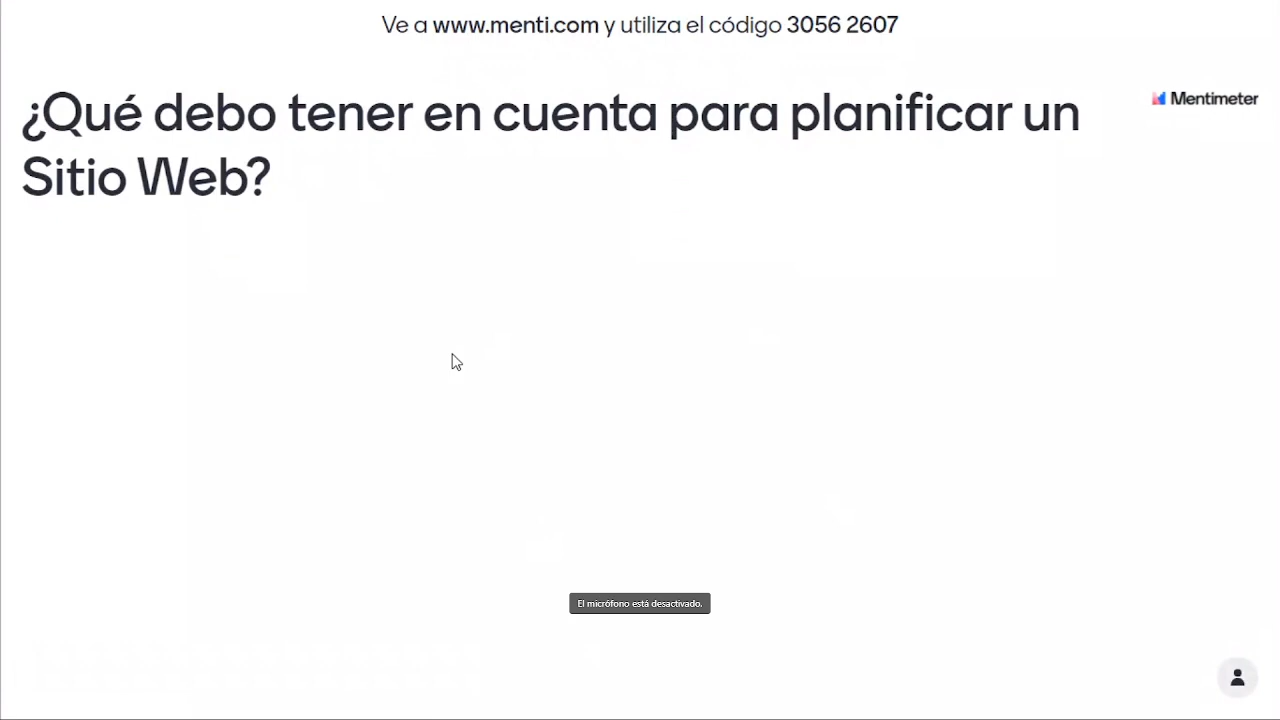 Ve a www.menti.com y utiliza el código 3056 2607
¿Qué debo tener en cuenta para planificar un
Sitio Web?
Mentimeter
El micrófono está desactivado.